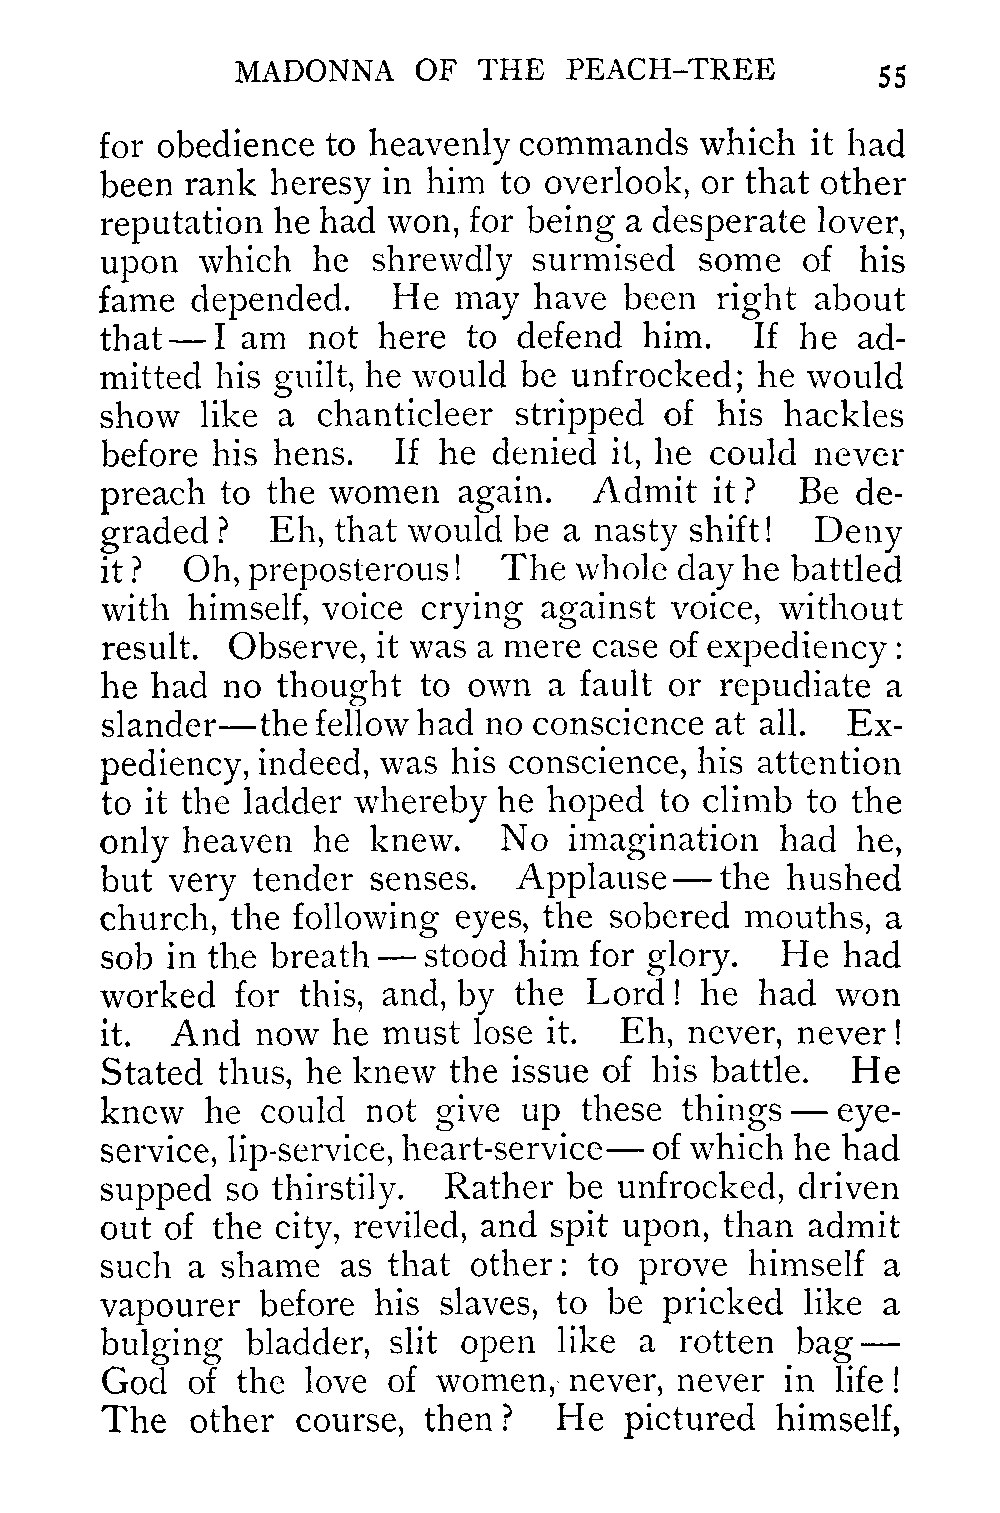 MADONNA OF THE PEACH-TREE 55
for obedience to heavenly commands which it had
been rank heresy in him to overlook, or that other
reputation he had won, for being a desperate lover,
upon which he shrewdly surmised some of his
fame depended. He may have been right about
that — I am not here to defend him. If he ad-
mitted his guilt, he would be unfrocked; he would
show like a chanticleer stripped of his hackles
before his hens. If he denied it, he could never
preach to the women again. Admit it? Be de-
graded? Eh, that would be a nasty shift! Deny
it? Oh, preposterous! The whole day he battled
with himself, voice crying against voice, without
result. Observe, it was a mere case of expediency:
he had no thought to own a fault or repudiate a
slander—the fellow had no conscience at all. Ex-
pediency, indeed, was his conscience, his attention
to it the ladder whereby he hoped to climb to the
only heaven he knew. No imagination had he,
but very tender senses. Applause — the hushed
church, the following eyes, the sobered mouths, a
sob in the breath — stood him for glory. He had
worked for this, and, by the Lord! he had won
it. And now he must lose it. Eh, never, never!
Stated thus, he knew the issue of his battle. He
knew he could not give up these things — eye-
service, lip-service, heart-service— of which he had
supped so thirstily. Rather be unfrocked, driven
out of the city, reviled, and spit upon, than admit
such a shame as that other: to prove himself a
vapourer before his slaves, to be pricked like a
bulging bladder, slit open like a rotten bag —
God of the love of women, never, never in life!
The other course, then? He pictured himself,